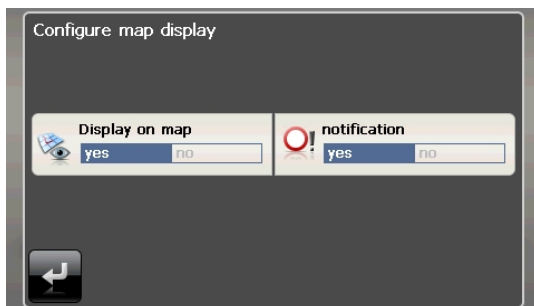 Configure map display
Display on map
yes no
notification
yes no